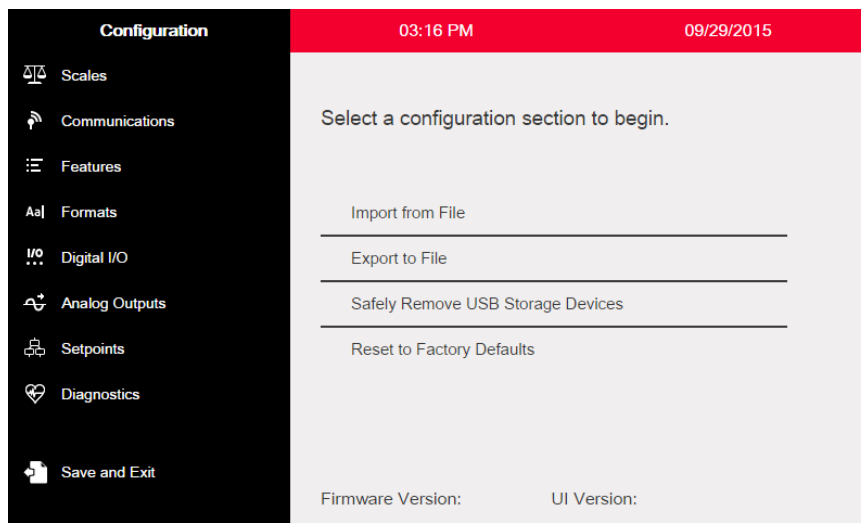 Configuration
03:16 PM
09/29/2015
Scales
Communications
Features
Aa Formats
I/O Digital I/O
Analog Outputs
Setpoints
Diagnostics
Save and Exit
Select a configuration section to begin.
Import from File
Export to File
Safely Remove USB Storage Devices
Reset to Factory Defaults
Firmware Version:
UI Version: